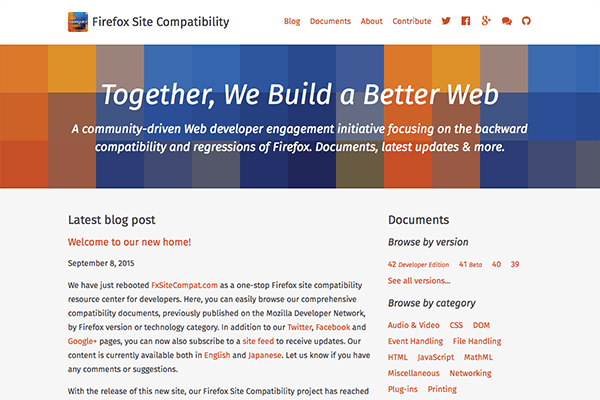 Firefox Site Compatibility
Blog Documents About Contribute
Together, We Build a Better Web
A community-driven Web developer engagement initiative focusing on the backward
compatibility and regressions of Firefox. Documents, latest updates & more.
Latest blog post
Welcome to our new home!
September 8, 2015
We have just rebooted FxSiteCompat.com as a one-stop Firefox site compatibility
resource center for developers. Here, you can easily browse our comprehensive
compatibility documents, previously published on the Mozilla Developer Network,
by Firefox version or technology category. In addition to our Twitter, Facebook and
Google+ pages, you can now also subscribe to a site feed to receive updates. Our
content is currently available both in English and Japanese. Let us know if you have
any comments or suggestions.
With the release of this new site, our Firefox Site Compatibility project has reached
Documents
Browse by version
42 Developer Edition 41 Beta 40 39
See all versions...
Browse by category
Audio & Video CSS DOM
Event Handling File Handling
HTML JavaScript MathML
Miscellaneous Networking
Plug-ins Printing